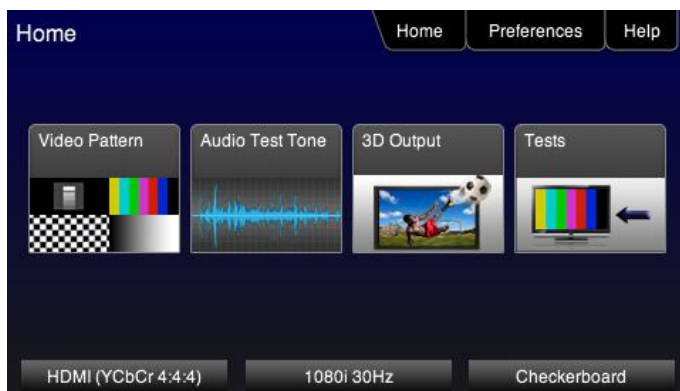 Home
Home
Preferences
Help
Video Pattern
Audio Test Tone
3D Output
Tests
HDMI (YCbCr 4:4:4)
1080i 30Hz
Checkerboard